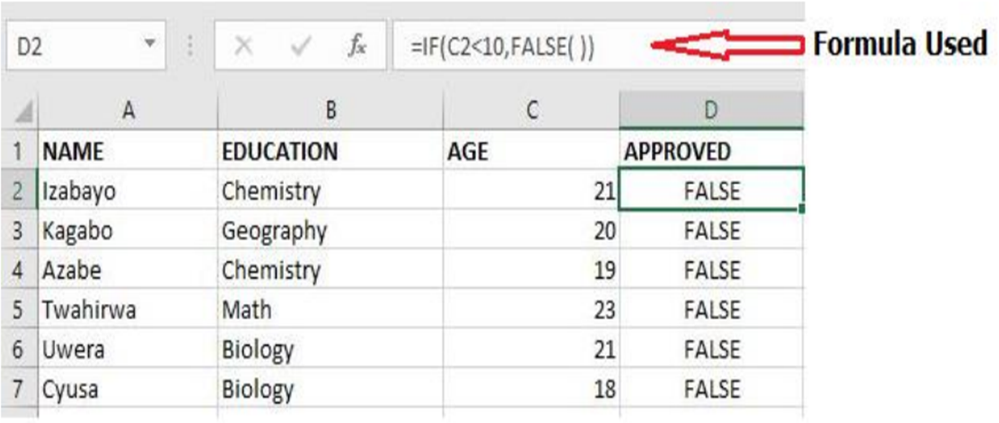 D2 fx =IF(C2<10,FALSE( )) Formula Used
A B C D
1 NAME EDUCATION AGE APPROVED
2 Izabayo Chemistry 21 FALSE
3 Kagabo Geography 20 FALSE
4 Azabe Chemistry 19 FALSE
5 Twahirwa Math 23 FALSE
6 Uwera Biology 21 FALSE
7 Cyusa Biology 18 FALSE